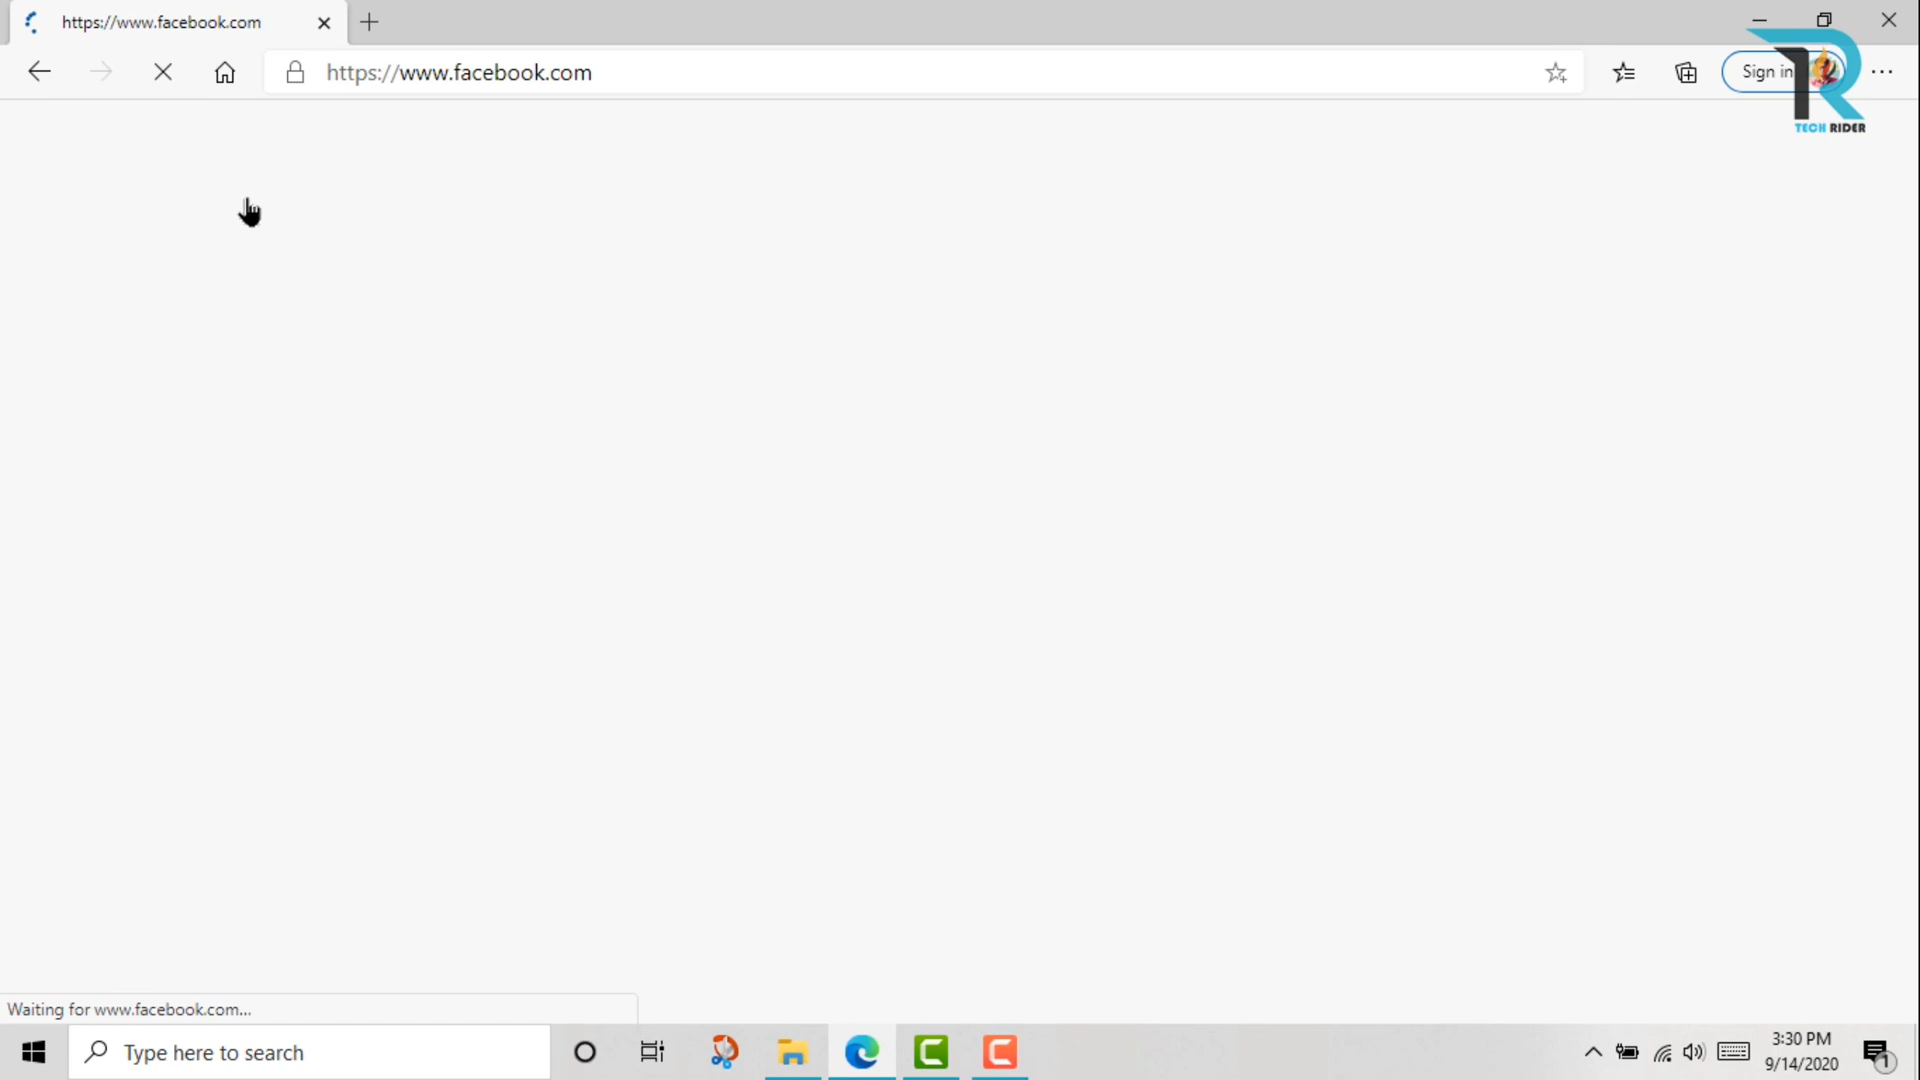 https://www.facebook.com
https://www.facebook.com
Sign in
TECH RIDER
Waiting for www.facebook.com...
Type here to search
3:30 PM
9/14/2020
1